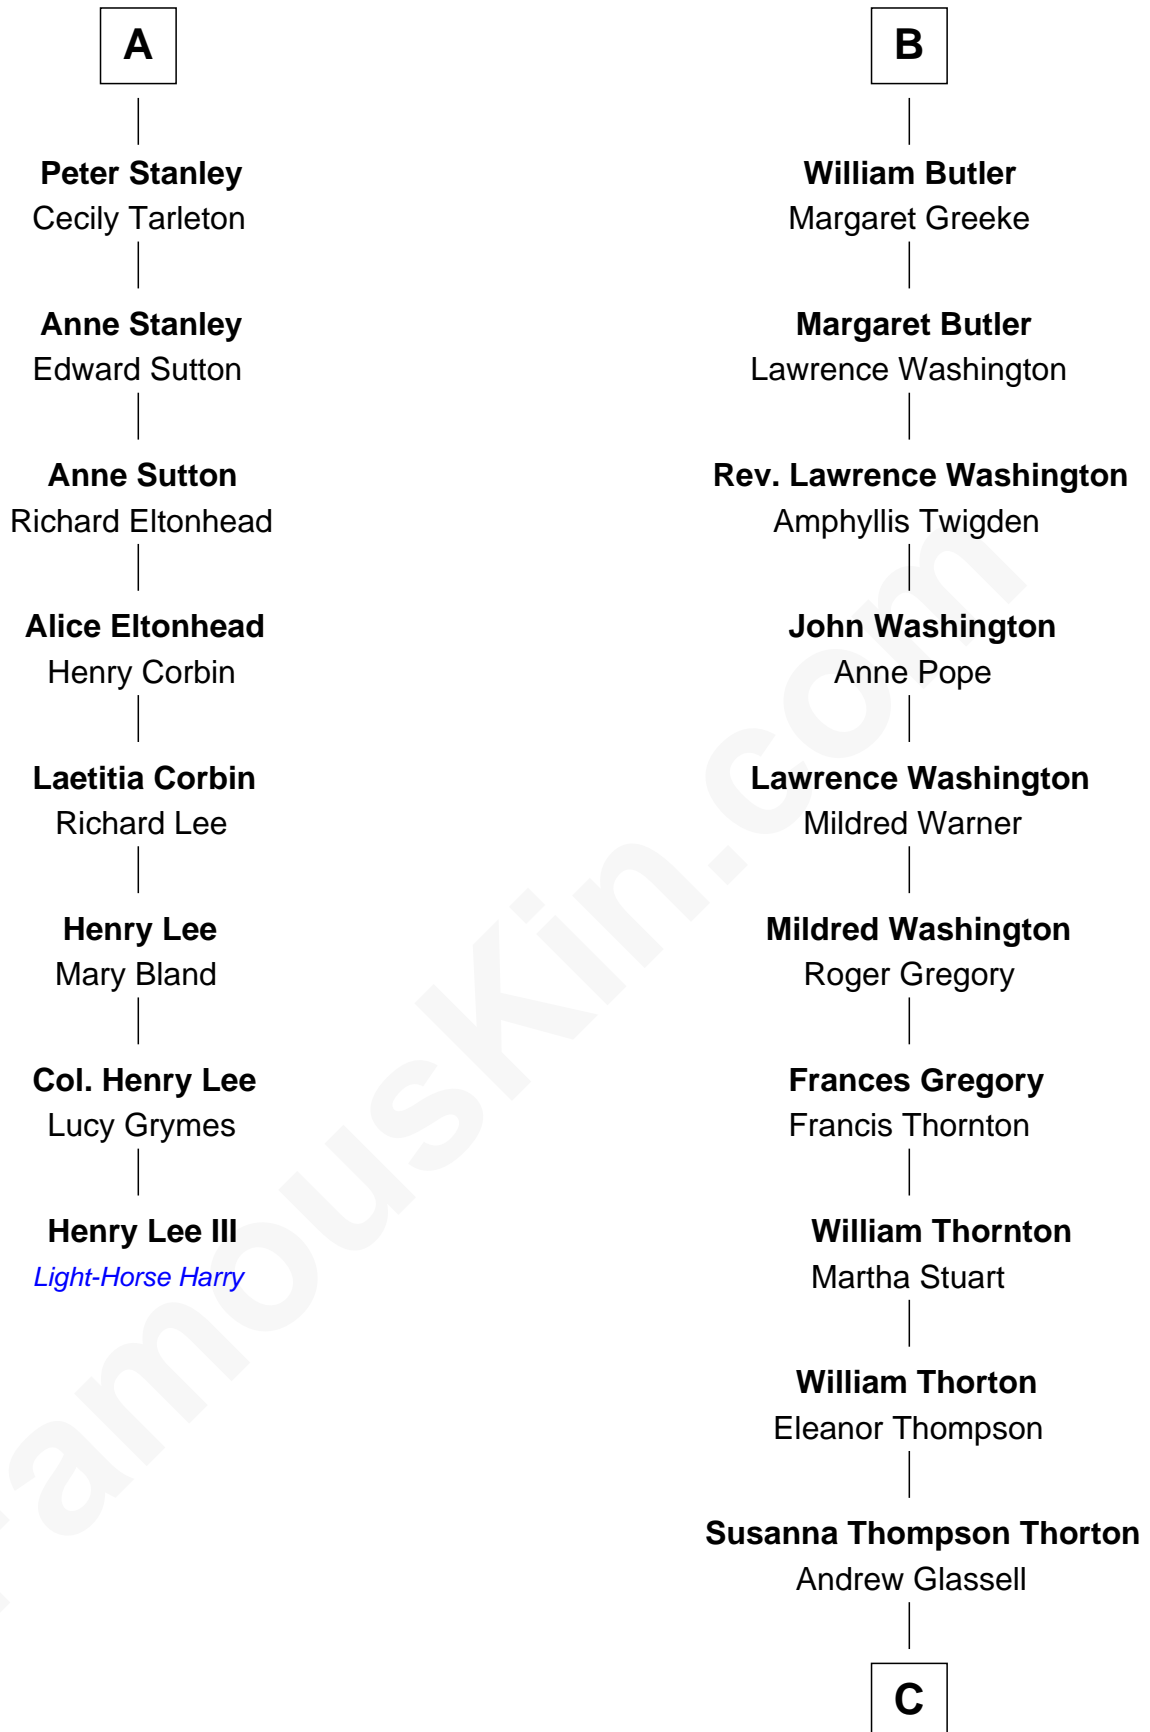 A
Peter Stanley
Cecily Tarleton
Anne Stanley
Edward Sutton
Anne Sutton
Richard Eltonhead
Alice Eltonhead
Henry Corbin
Laetitia Corbin
Richard Lee
Henry Lee
Mary Bland
Col. Henry Lee
Lucy Grymes
Henry Lee III
Light-Horse Harry
B
William Butler
Margaret Greeke
Margaret Butler
Lawrence Washington
Rev. Lawrence Washington
Amphyllis Twigden
John Washington
Anne Pope
Lawrence Washington
Mildred Warner
Mildred Washington
Roger Gregory
Frances Gregory
Francis Thornton
William Thornton
Martha Stuart
William Thorton
Eleanor Thompson
Susanna Thompson Thorton
Andrew Glassell
C
FamousKin.com